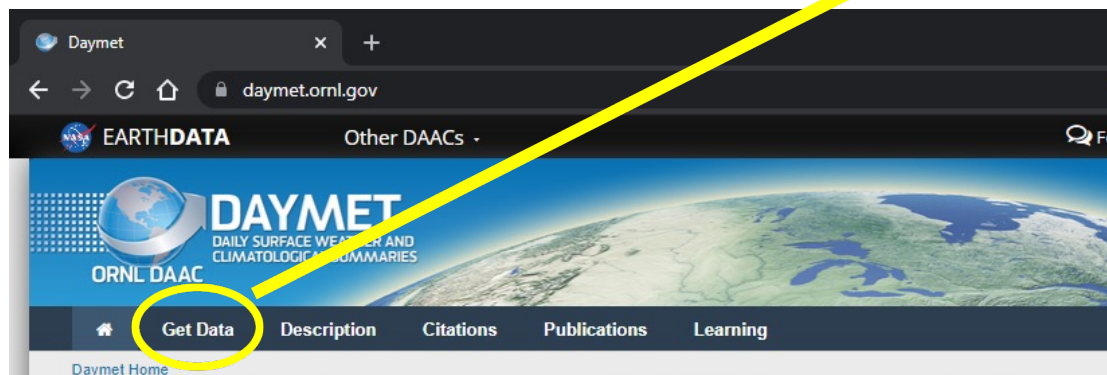 Daymet
daymet.ornl.gov
EARTHDATA Other DAACs
DAYMET
DAILY SURFACE WEATHER AND
CLIMATOLOGICAL SUMMARIES
ORNL DAAC
Get Data Description Citations Publications Learning
Daymet Home